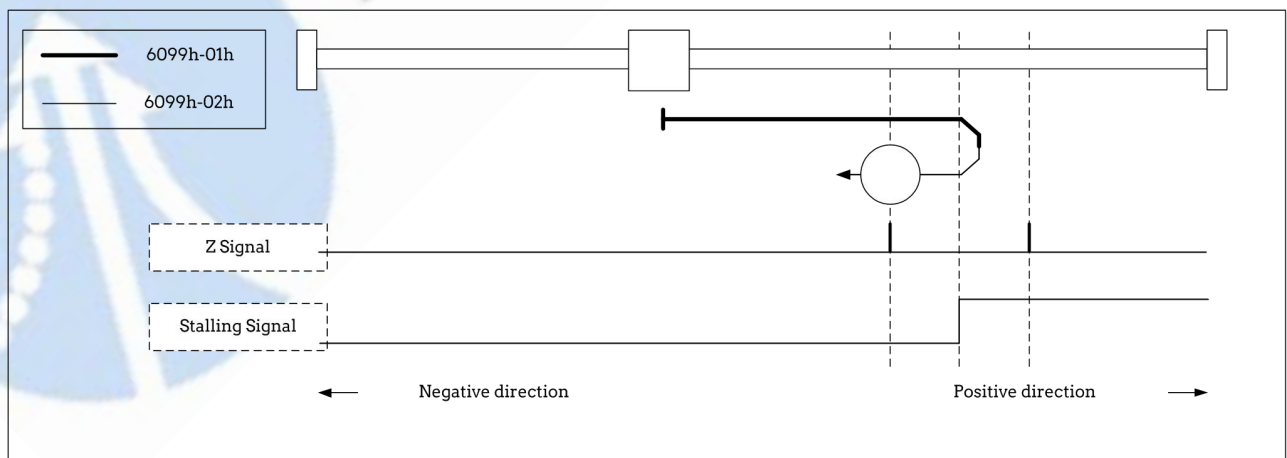 6099h-01h
6099h-02h
Z Signal
Stalling Signal
Negative direction
Positive direction